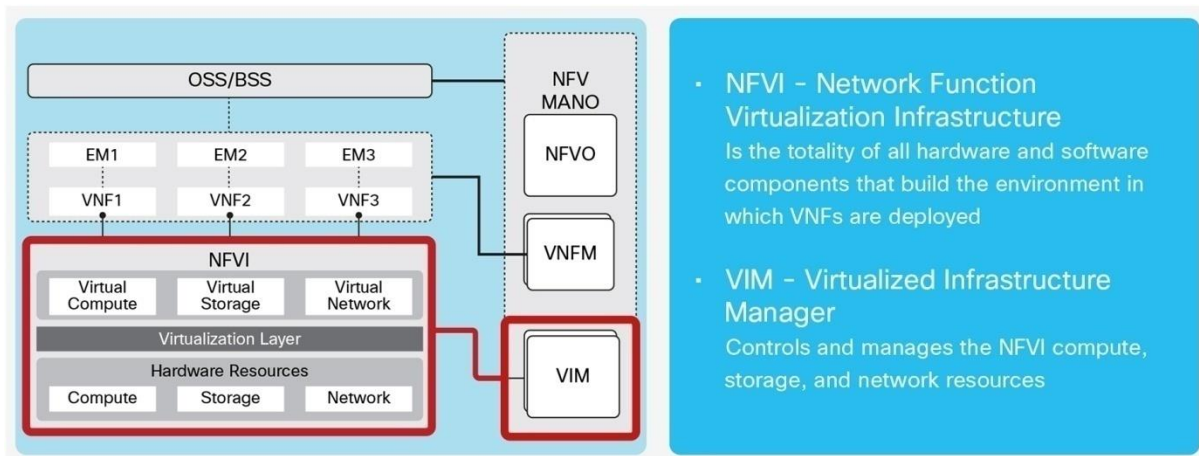 OSS/BSS
EM1 EM2 EM3
VNF1 VNF2 VNF3
NFVI
Virtual Compute
Virtual Storage
Virtual Network
Virtualization Layer
Hardware Resources
Compute Storage Network
NFV
MANO
NFVO
VNFM
VIM
· NFVI - Network Function
Virtualization Infrastructure
Is the totality of all hardware and software
components that build the environment in
which VNFs are deployed
· VIM - Virtualized Infrastructure
Manager
Controls and manages the NFVI compute,
storage, and network resources